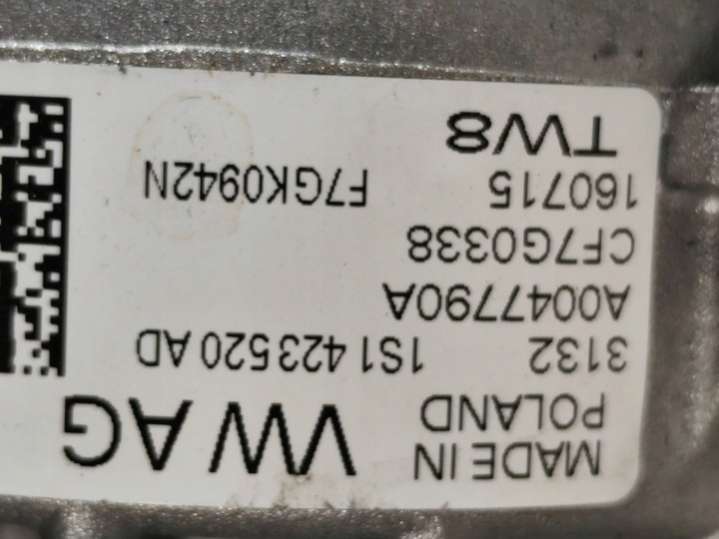 MADE IN
POLAND
VW AG
3132 1S1 423 520 AD
A0047790A
CF7G0338
160715 F7GK0942N
TW8